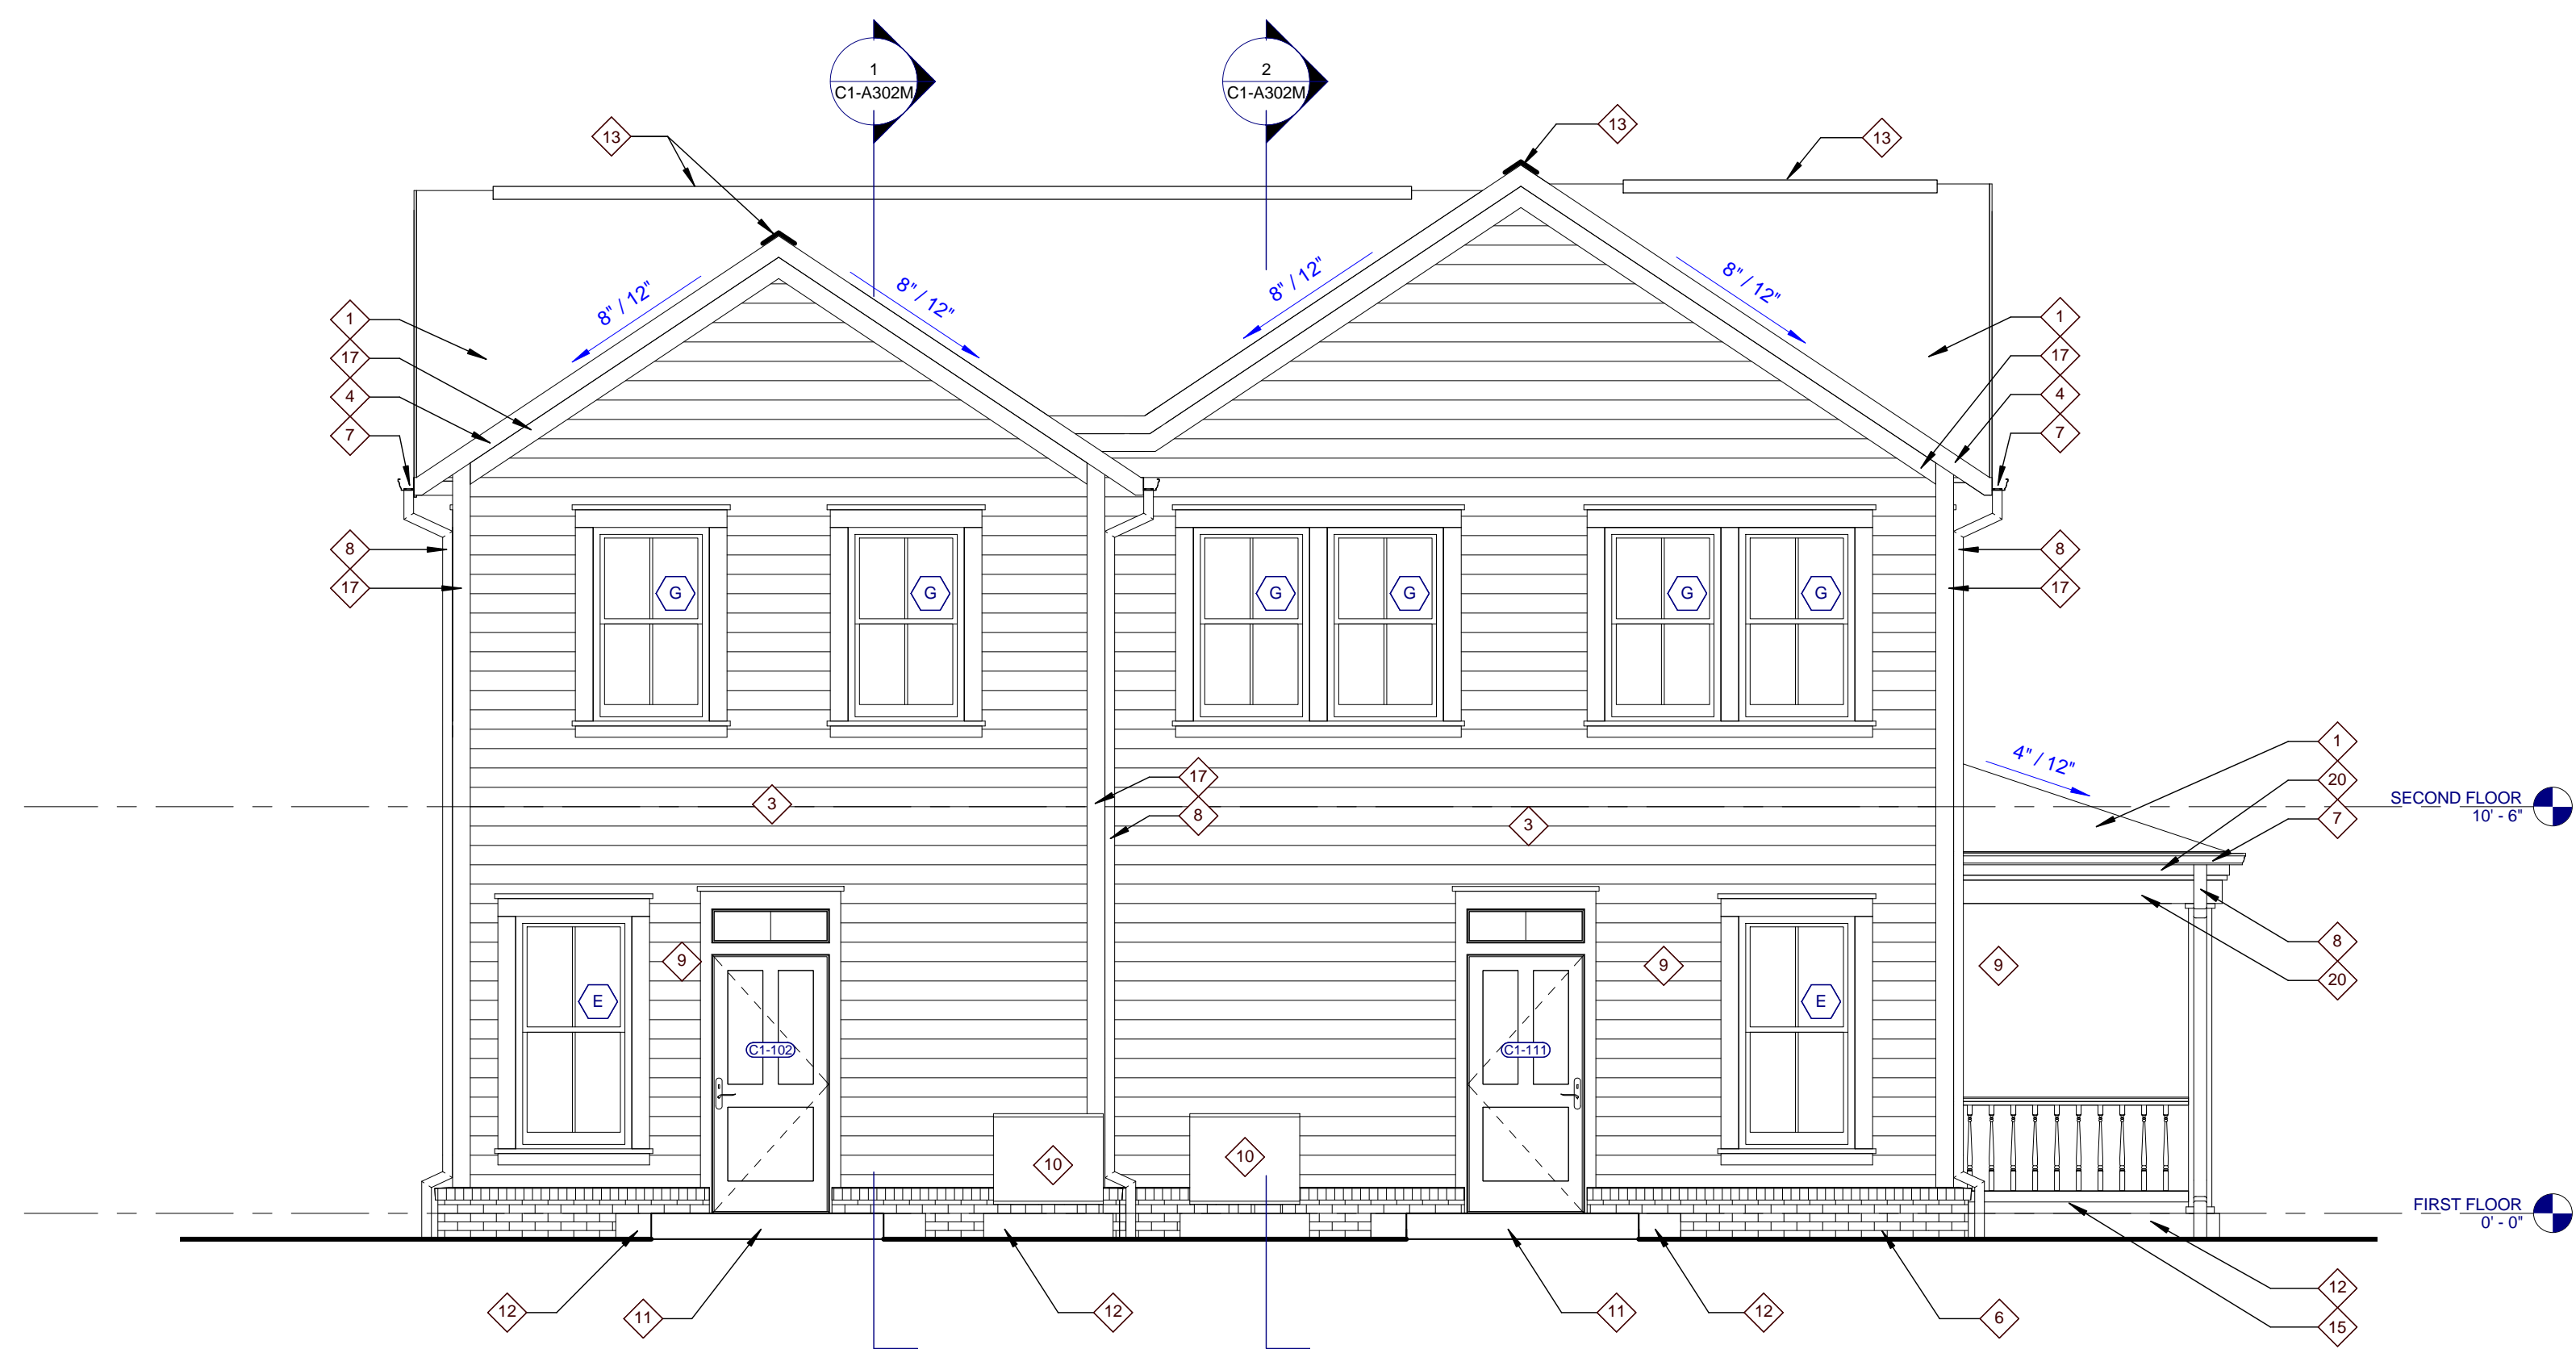 1
C1-A302M
2
C1-A302M
13
13
13
8" / 12"
8" / 12"
8" / 12"
8" / 12"
1
17
4
7
1
17
4
7
8
17
G
G
G
G
G
G
8
17
4" / 12"
1
20
7
SECOND FLOOR
10' - 6"
3
17
8
3
9
9
9
8
20
E
E
C1-102
C1-111
10
10
FIRST FLOOR
0' - 0"
12
11
12
11
12
6
12
15